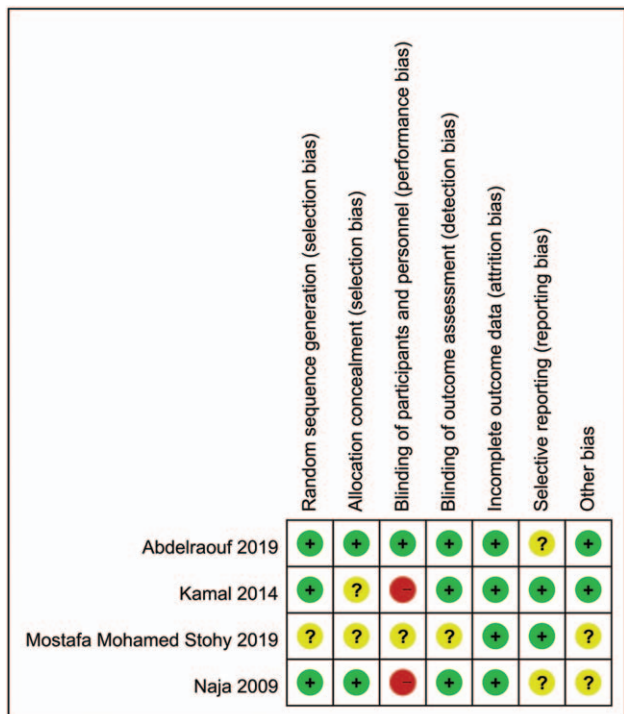 Random sequence generation (selection bias)
Allocation concealment (selection bias)
Blinding of participants and personnel (performance bias)
Blinding of outcome assessment (detection bias)
Incomplete outcome data (attrition bias)
Selective reporting (reporting bias)
Other bias
Abdelraouf 2019 + + + + + ? +
Kamal 2014 + ? - + + + +
Mostafa Mohamed Stohy 2019 ? ? ? ? + + ?
Naja 2009 + + - + + ? ?